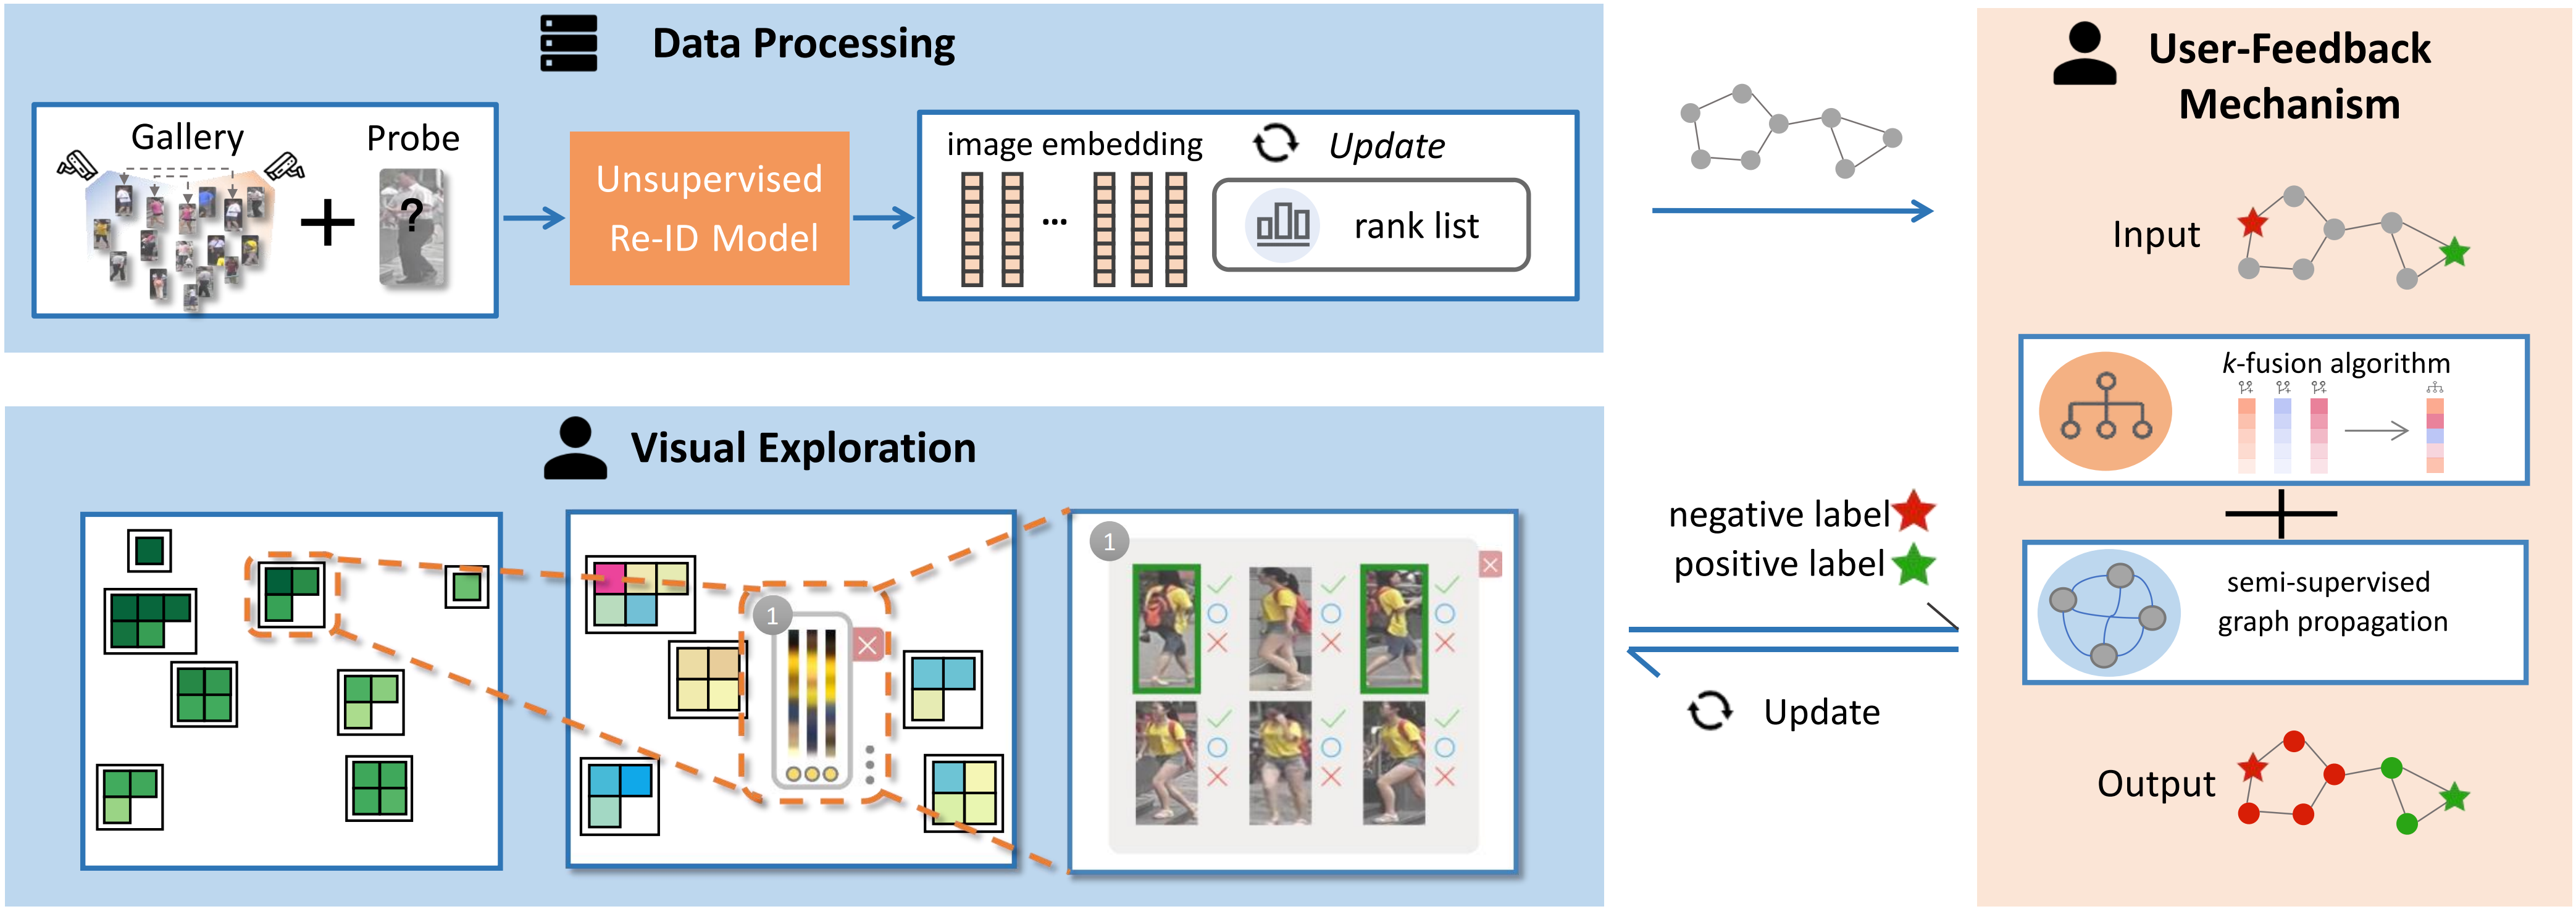 Data Processing
Gallery
Probe
?
Unsupervised
Re-ID Model
image embedding
...
Update
rank list
User-Feedback
Mechanism
Input
k-fusion algorithm
semi-supervised
graph propagation
Output
negative label
positive label
Update
Visual Exploration
1
1